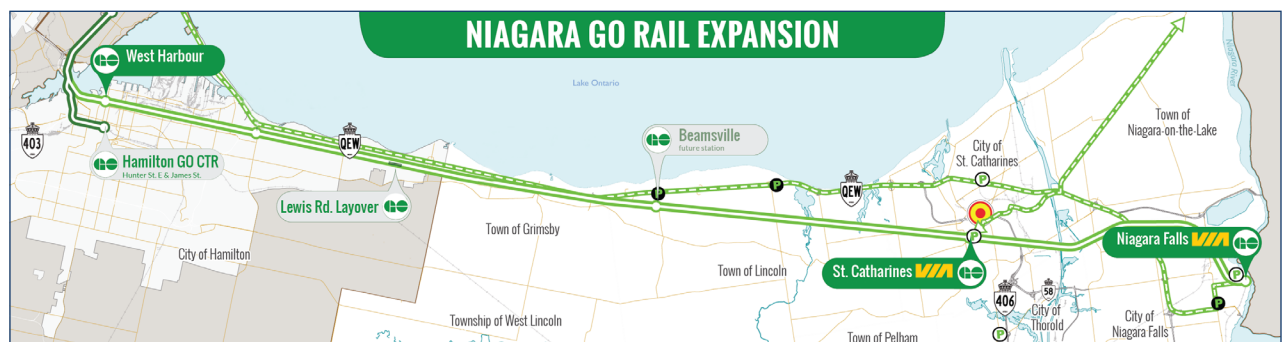 NIAGARA GO RAIL EXPANSION
West Harbour
403
Hamilton GO CTR
Hunter St. E & James St.
QEW
Lewis Rd. Layover
City of Hamilton
Lake Ontario
Beamsville
future station
P
P
Town of Grimsby
Township of West Lincoln
Town of Lincoln
QEW
City of
St. Catharines
P
P
St. Catharines VIA
406
58
P
Town of Pelham
City of
Thorold
Niagara River
Town of
Niagara-on-the-Lake
Niagara Falls VIA
P
P
City of
Niagara Falls